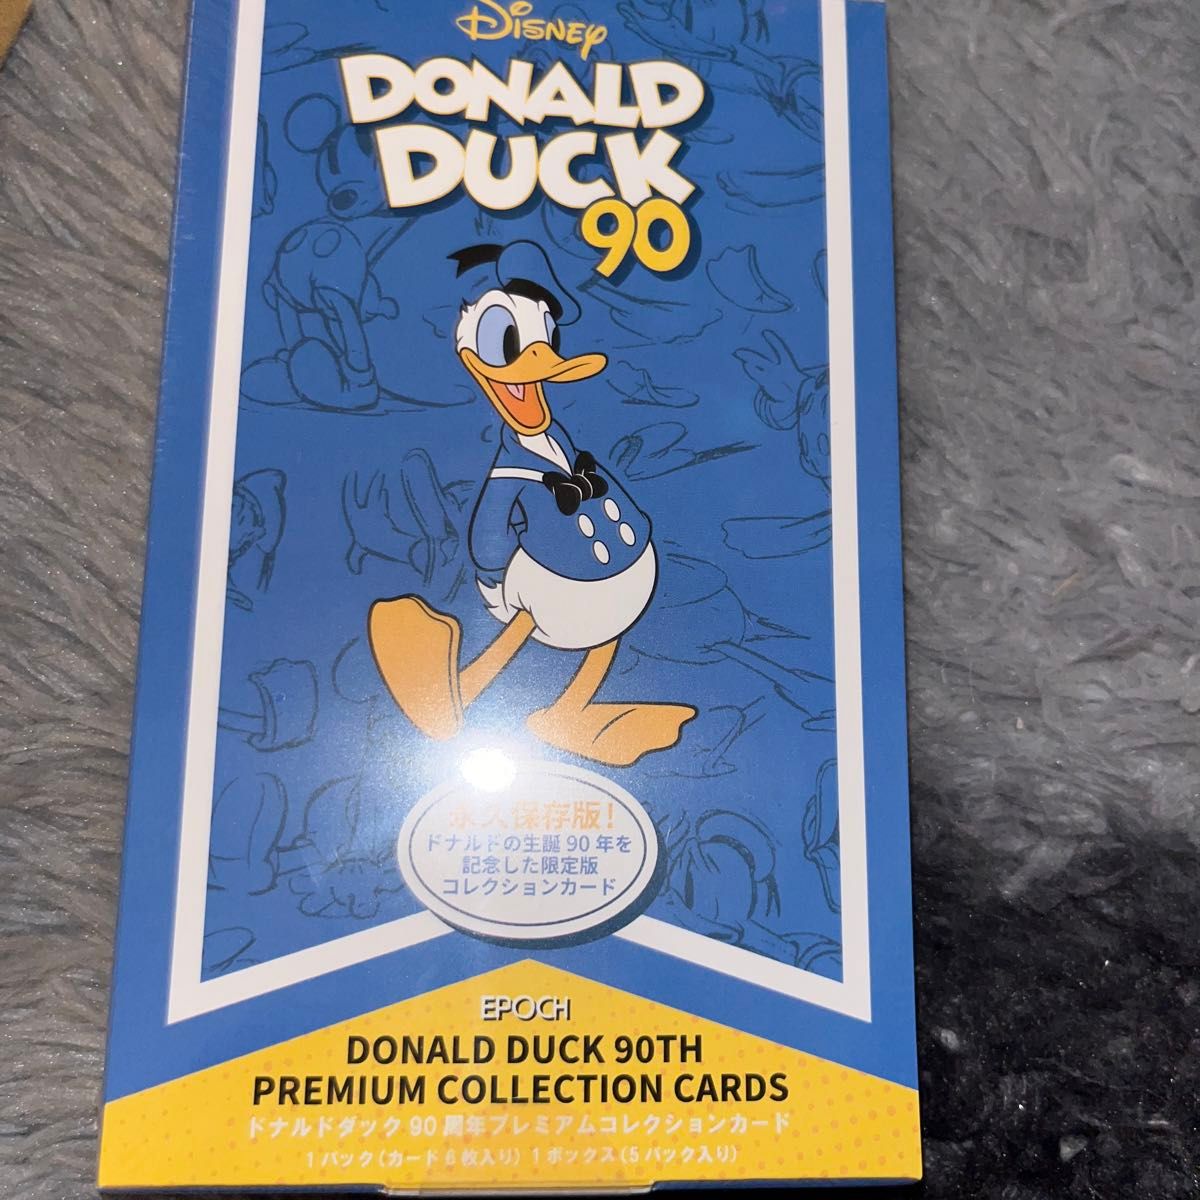 Disney
DONALD
DUCK
90
永久保存版！
ドナルドの生誕90年を
記念した限定版
コレクションカード
EPOCH
DONALD DUCK 90TH
PREMIUM COLLECTION CARDS
ドナルドダック 90周年プレミアムコレクションカード
1パック(カード6枚入り) 1ボックス(5パック入り)